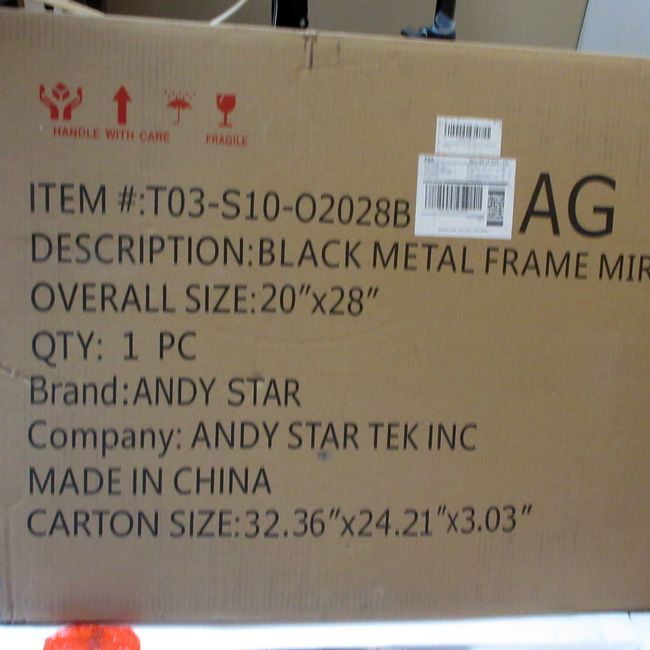 HANDLE WITH CARE
FRAGILE
AG
ITEM #:T03-S10-O2028B
DESCRIPTION:BLACK METAL FRAME MIR
OVERALL SIZE:20"x28"
QTY: 1 PC
Brand:ANDY STAR
Company: ANDY STAR TEK INC
MADE IN CHINA
CARTON SIZE:32.36"x24.21"x3.03"